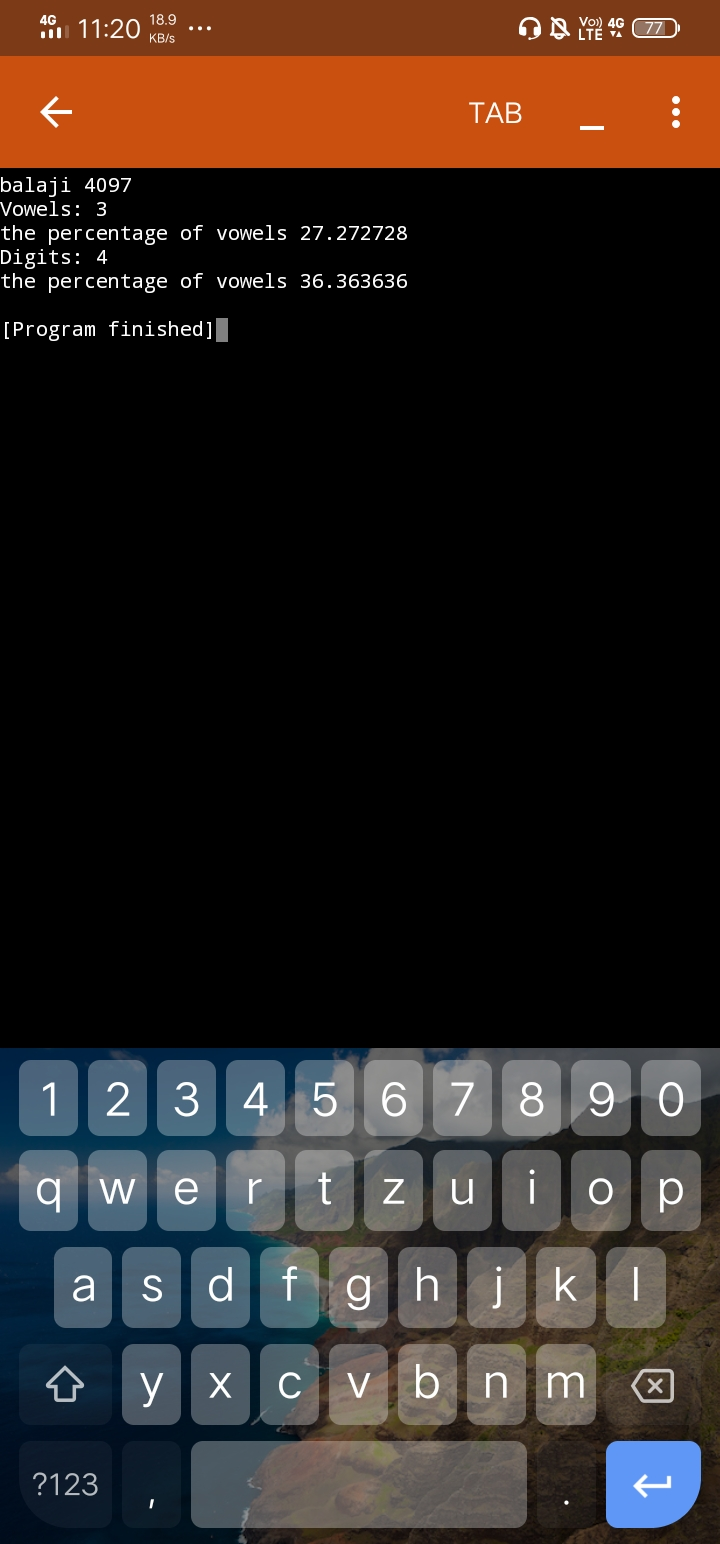 4G 11:20 18.9 KB/s ... Vo)) LTE 4G 77
TAB _
balaji 4097
Vowels: 3
the percentage of vowels 27.272728
Digits: 4
the percentage of vowels 36.363636
[Program finished]
1 2 3 4 5 6 7 8 9 0
q w e r t z u i o p
a s d f g h j k l
y x c v b n m
?123 , .